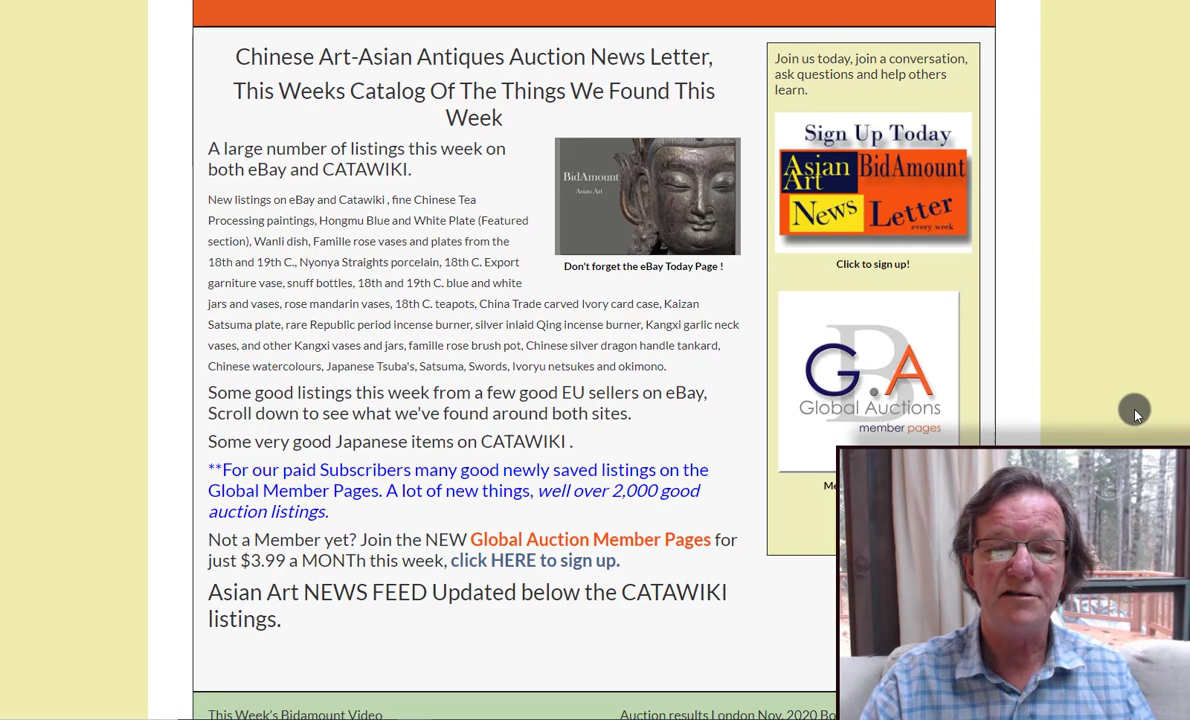 Chinese Art-Asian Antiques Auction News Letter,
This Weeks Catalog Of The Things We Found This
Week
A large number of listings this week on
both eBay and CATAWIKI.
New listings on eBay and Catawiki , fine Chinese Tea
Processing paintings, Hongmu Blue and White Plate (Featured
section), Wanli dish, Famille rose vases and plates from the
18th and 19th C., Nyonya Straights porcelain, 18th C. Export
garniture vase, snuff bottles, 18th and 19th C. blue and white
jars and vases, rose mandarin vases, 18th C. teapots, China Trade carved Ivory card case, Kaizan
Satsuma plate, rare Republic period incense burner, silver inlaid Qing incense burner, Kangxi garlic neck
vases, and other Kangxi vases and jars, famille rose brush pot, Chinese silver dragon handle tankard,
Chinese watercolours, Japanese Tsuba's, Satsuma, Swords, Ivoryu netsukes and okimono.
BidAmount
Asian Art
Don't forget the eBay Today Page !
Some good listings this week from a few good EU sellers on eBay,
Scroll down to see what we've found around both sites.
Some very good Japanese items on CATAWIKI .
**For our paid Subscribers many good newly saved listings on the
Global Member Pages. A lot of new things, well over 2,000 good
auction listings.
Not a Member yet? Join the NEW Global Auction Member Pages for
just $3.99 a MONTh this week, click HERE to sign up.
Asian Art NEWS FEED Updated below the CATAWIKI
listings.
Join us today, join a conversation,
ask questions and help others
learn.
Sign Up Today
Asian Art BidAmount
News Letter
every week
Click to sign up!
B
G.A
Global Auctions
member pages
Me
This Week's Bidamount Video
Auction results London Nov. 2020 Bo